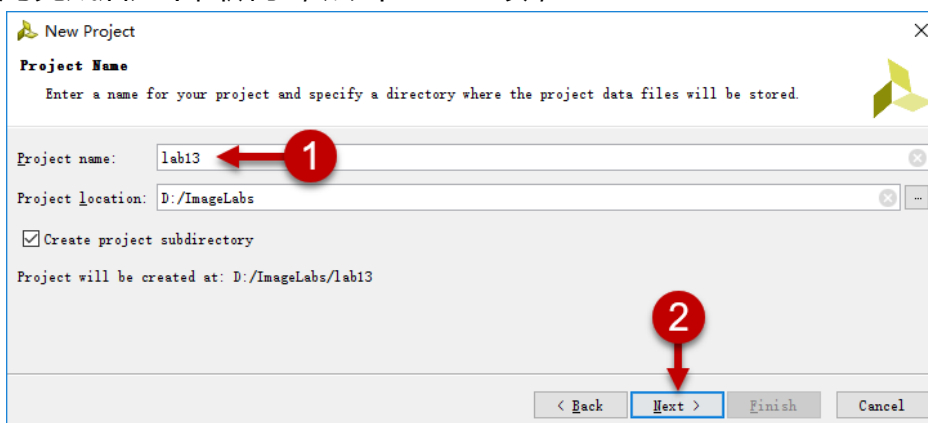 New Project
Project Name
Enter a name for your project and specify a directory where the project data files will be stored.
Project name: lab13
1
Project location: D:/ImageLabs ...
Create project subdirectory
Project will be created at: D:/ImageLabs/lab13
2
< Back Next > Finish Cancel